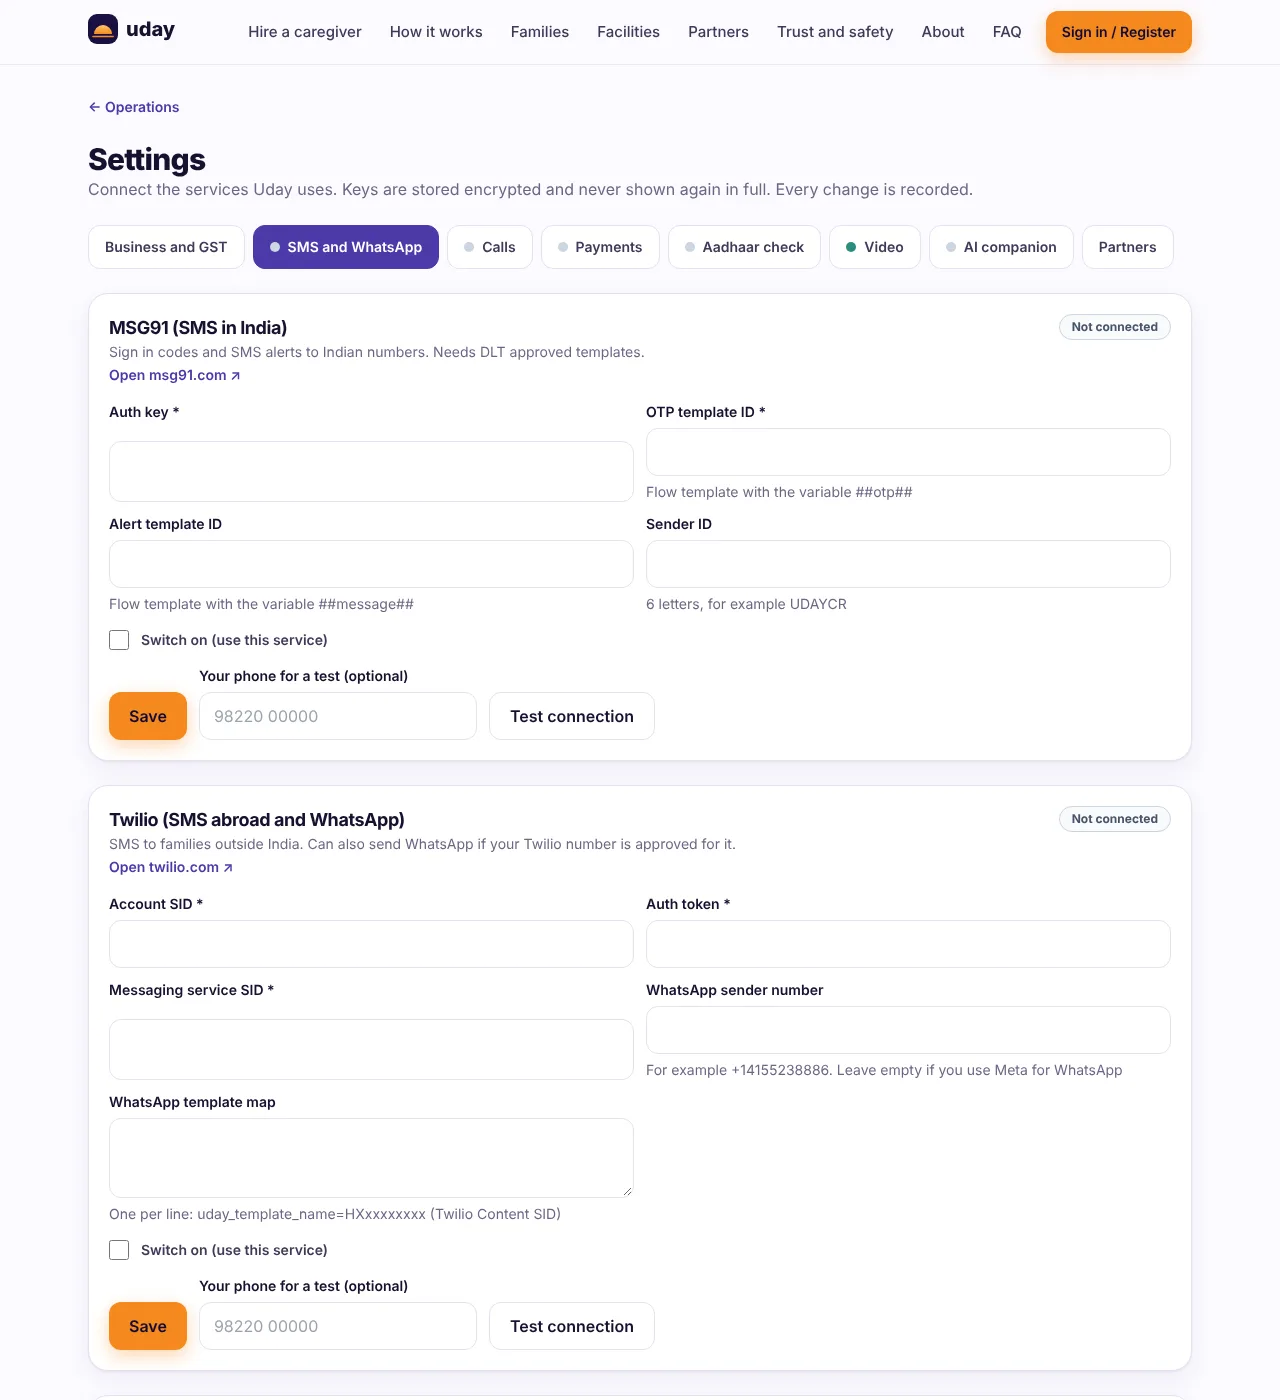 uday
Hire a caregiver
How it works
Families
Facilities
Partners
Trust and safety
About
FAQ
Sign in / Register
← Operations
Settings
Connect the services Uday uses. Keys are stored encrypted and never shown again in full. Every change is recorded.
Business and GST
SMS and WhatsApp
Calls
Payments
Aadhaar check
Video
AI companion
Partners
MSG91 (SMS in India)
Not connected
Sign in codes and SMS alerts to Indian numbers. Needs DLT approved templates.
Open msg91.com ↗
Auth key *
OTP template ID *
Flow template with the variable ##otp##
Alert template ID
Sender ID
Flow template with the variable ##message##
6 letters, for example UDAYCR
Switch on (use this service)
Your phone for a test (optional)
Save
98220 00000
Test connection
Twilio (SMS abroad and WhatsApp)
Not connected
SMS to families outside India. Can also send WhatsApp if your Twilio number is approved for it.
Open twilio.com ↗
Account SID *
Auth token *
Messaging service SID *
WhatsApp sender number
For example +14155238886. Leave empty if you use Meta for WhatsApp
WhatsApp template map
One per line: uday_template_name=HXxxxxxxxx (Twilio Content SID)
Switch on (use this service)
Your phone for a test (optional)
Save
98220 00000
Test connection